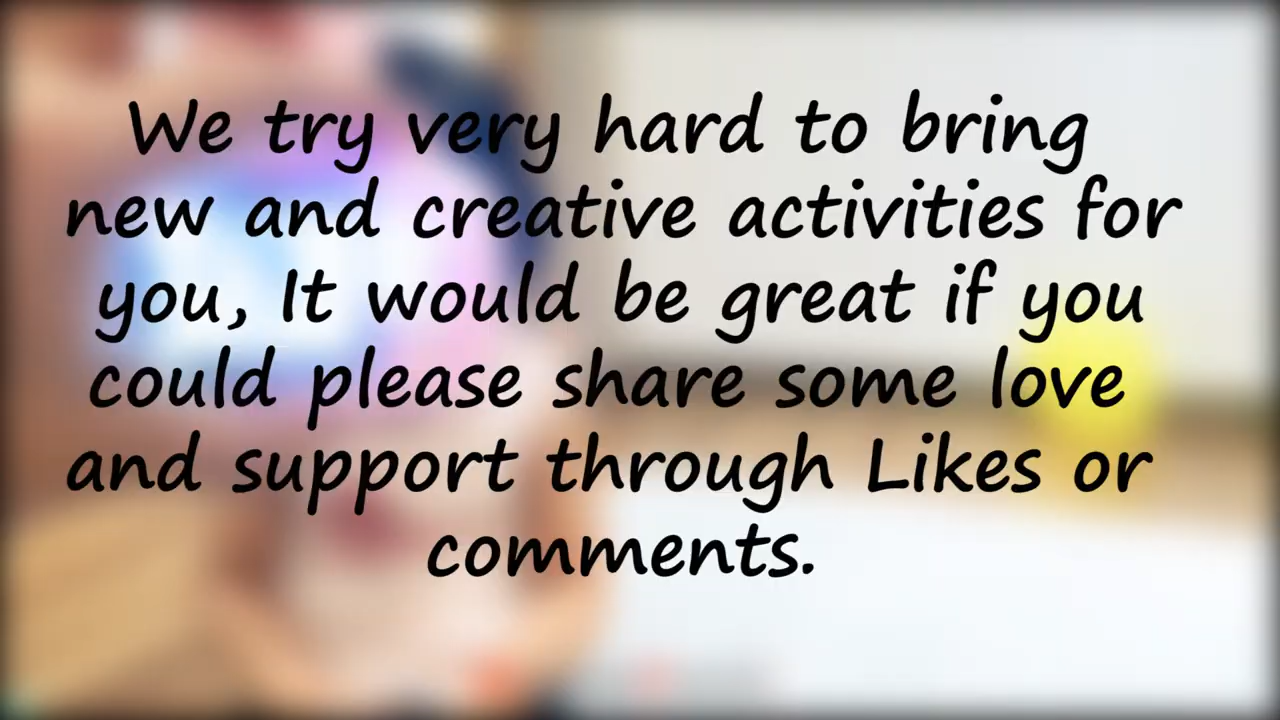 We try very hard to bring
new and creative activities for
you, It would be great if you
could please share some love
and support through Likes or
comments.